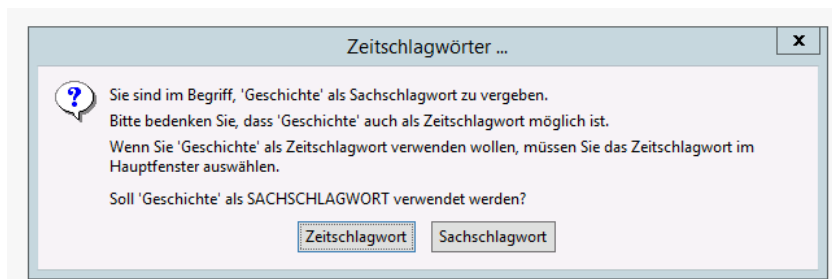 Zeitschlagwörter ...
x
?
Sie sind im Begriff, 'Geschichte' als Sachschlagwort zu vergeben.
Bitte bedenken Sie, dass 'Geschichte' auch als Zeitschlagwort möglich ist.
Wenn Sie 'Geschichte' als Zeitschlagwort verwenden wollen, müssen Sie das Zeitschlagwort im
Hauptfenster auswählen.
Soll 'Geschichte' als SACHSCHLAGWORT verwendet werden?
Zeitschlagwort Sachschlagwort